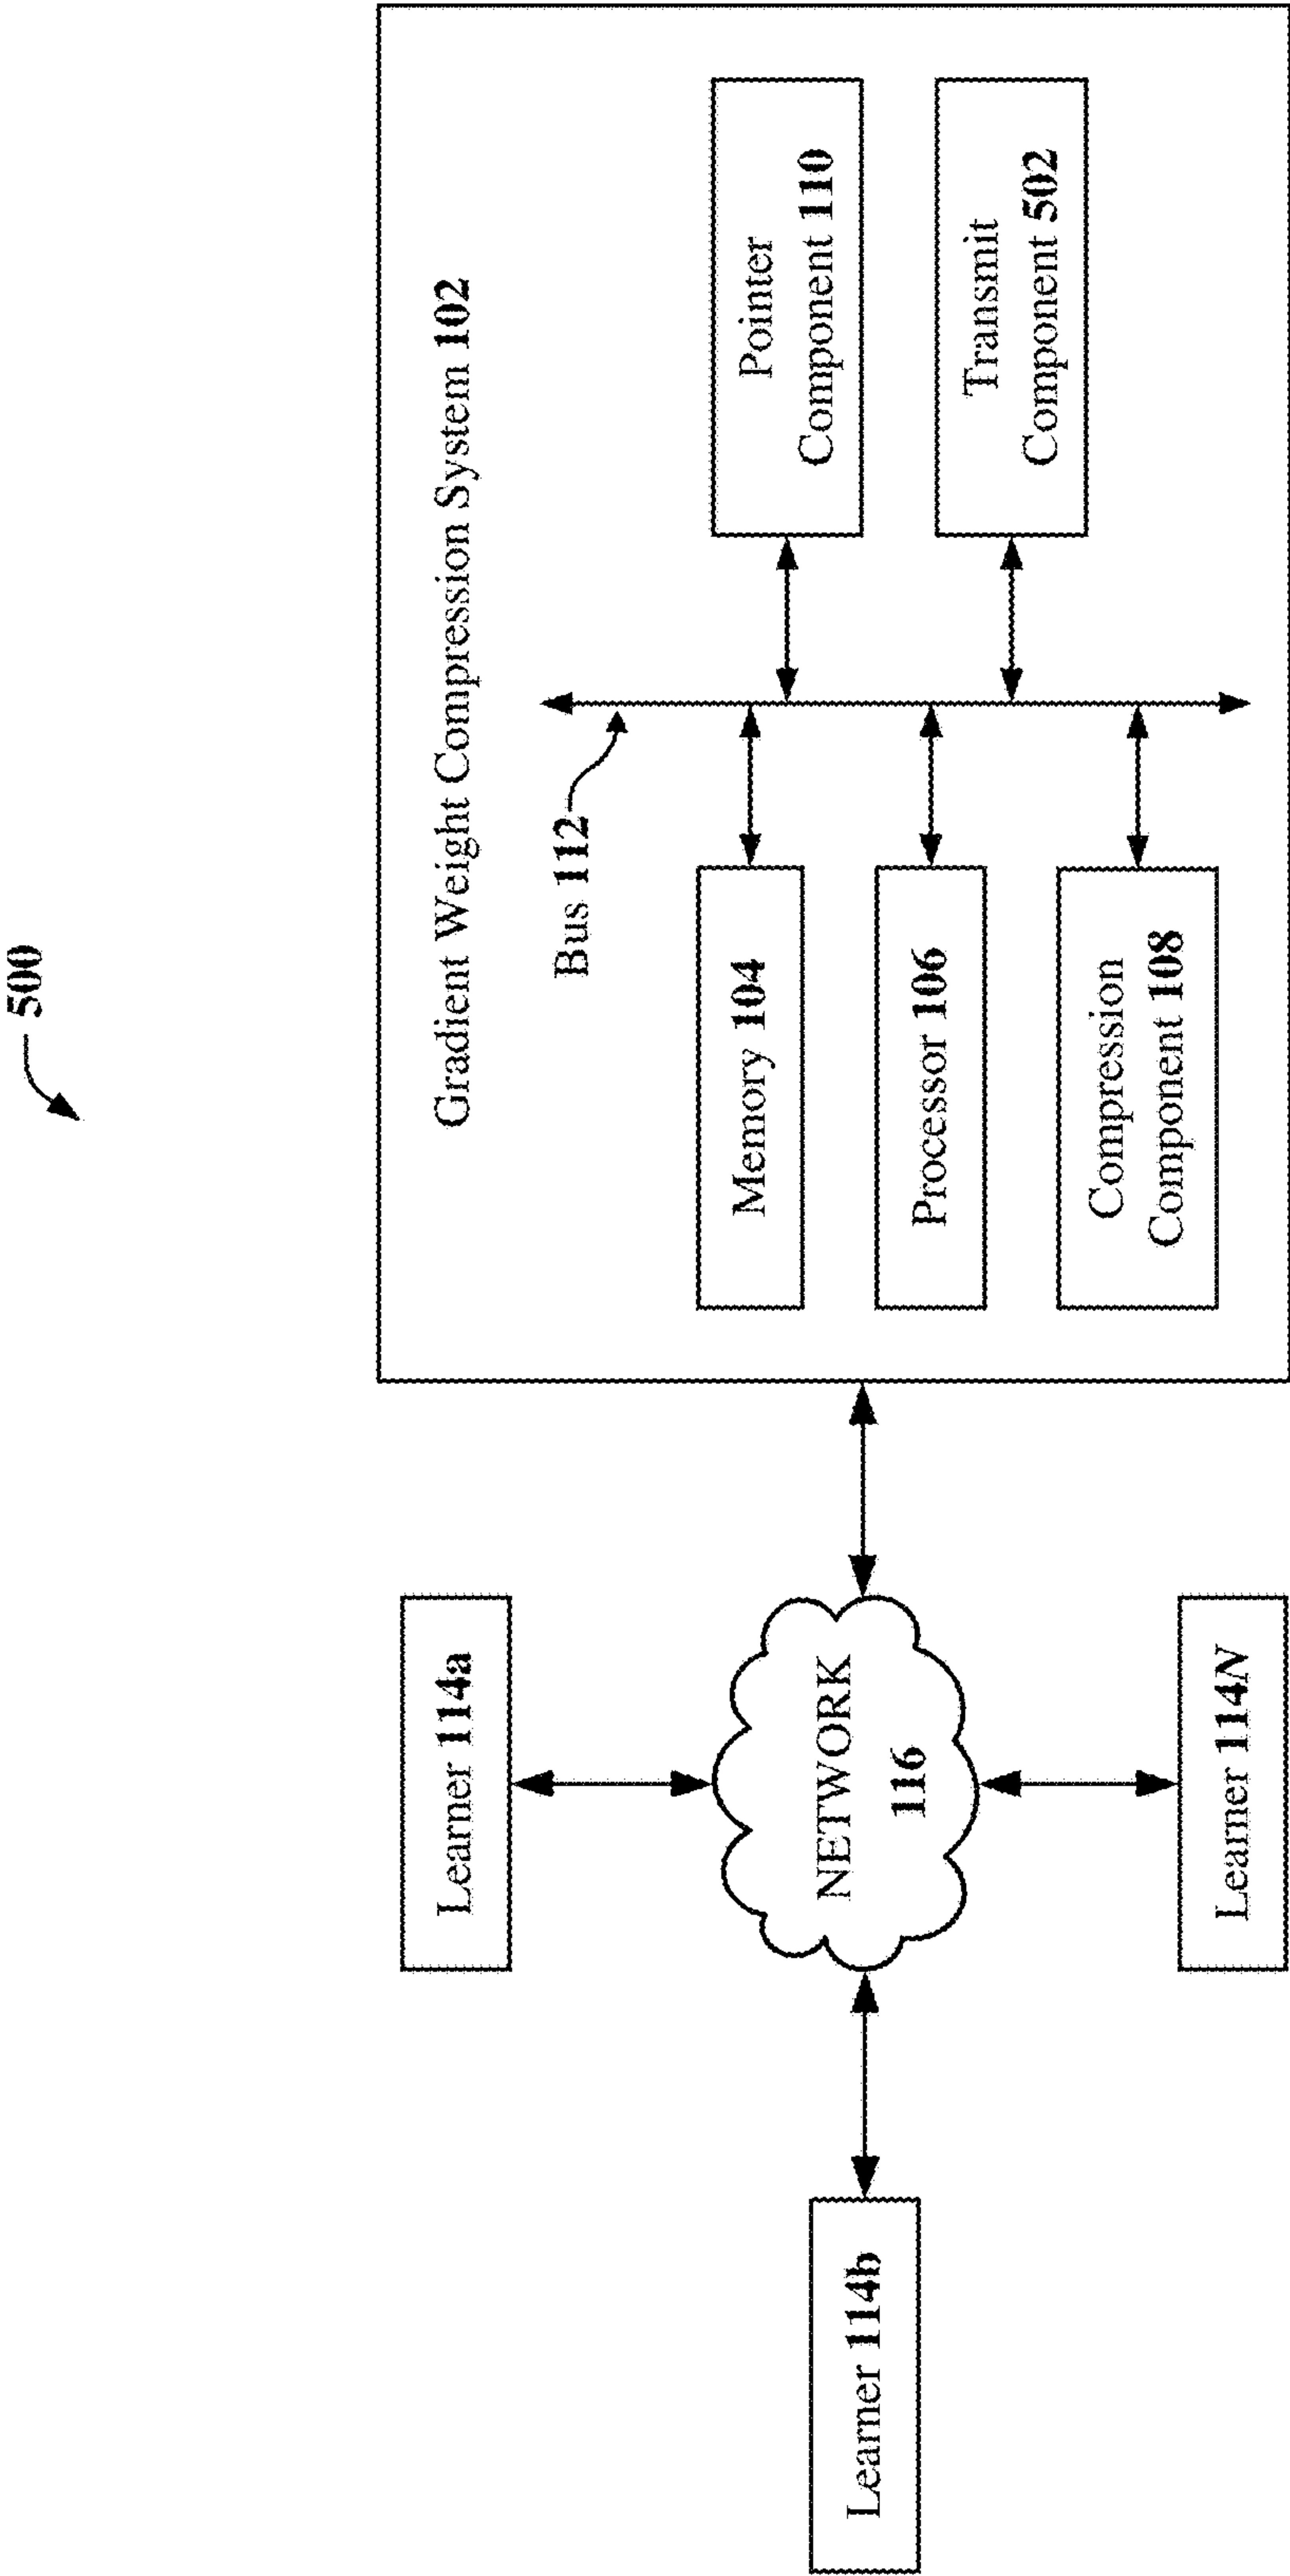 500
Gradient Weight Compression System 102
Bus 112
Memory 104
Processor 106
Compression
Component 108
Pointer
Component 110
Transmit
Component 502
Learner 114a
Learner 114b
NETWORK
116
Learner 114N